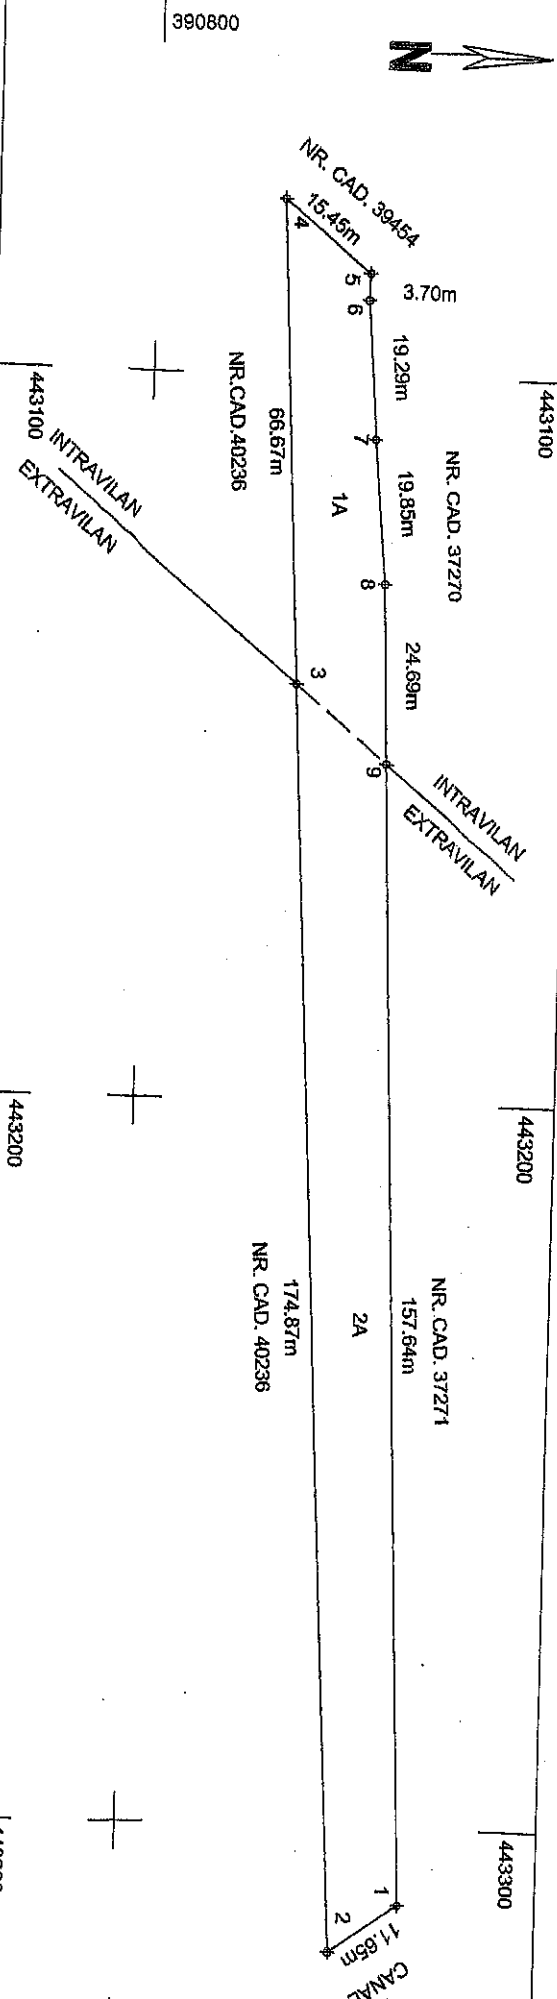 390800
N
NR. CAD. 39454
15.45m
4
5
6
3.70m
443100
443100
19.29m
7
NR. CAD. 37270
19.85m
1A
8
66.67m
NR.CAD.40236
INTRAVILAN
EXTRAVILAN
24.69m
3
9
INTRAVILAN
EXTRAVILAN
443200
443200
NR. CAD. 37271
157.64m
2A
174.87m
NR. CAD. 40236
443300
1
2
11.65m
CANAL